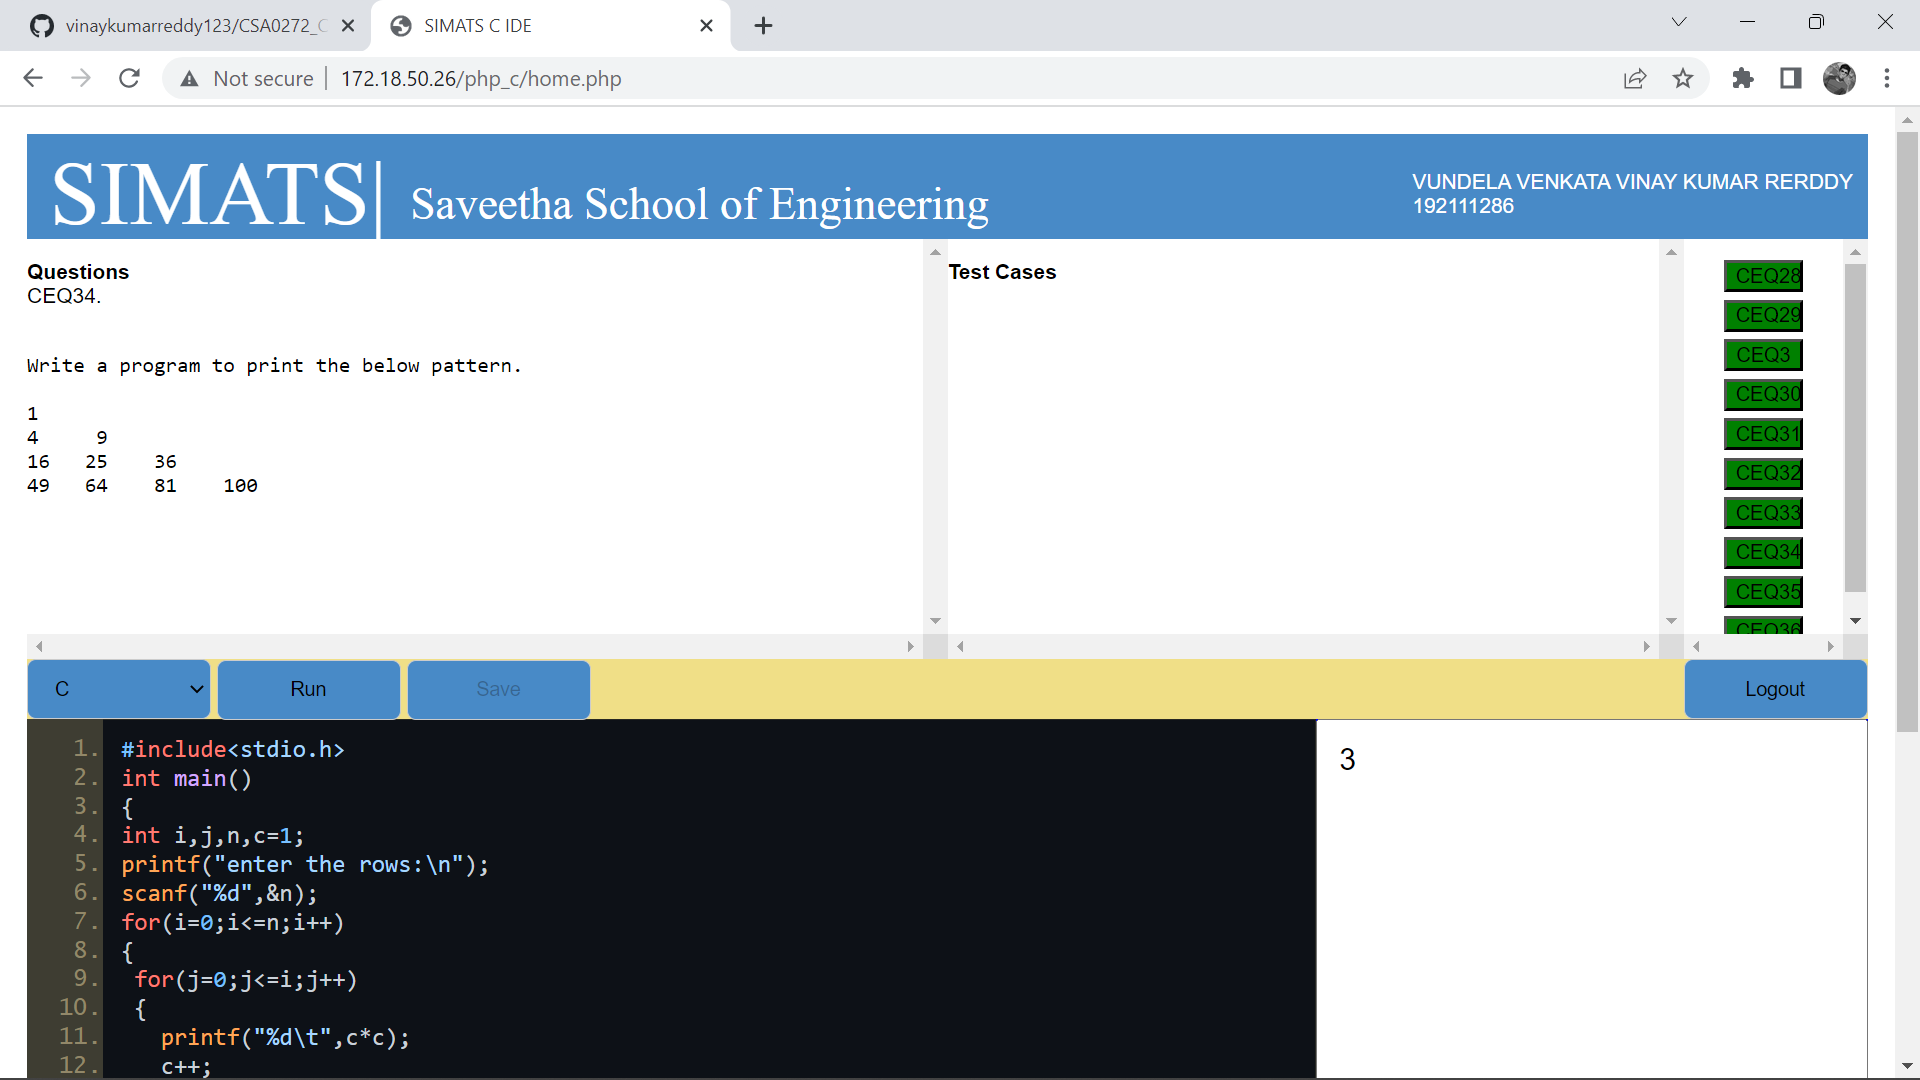 vinaykumarreddy123/CSA0272_C
SIMATS C IDE
Not secure
172.18.50.26/php_c/home.php
SIMATS| Saveetha School of Engineering
VUNDELA VENKATA VINAY KUMAR RERDDY
192111286
Questions
CEQ34.
Write a program to print the below pattern.
1
4 9
16 25 36
49 64 81 100
Test Cases
CEQ28
CEQ29
CEQ3
CEQ30
CEQ31
CEQ32
CEQ33
CEQ34
CEQ35
CEQ36
C
Run
Save
Logout
1. #include<stdio.h>
2. int main()
3. {
4. int i,j,n,c=1;
5. printf("enter the rows:\n");
6. scanf("%d",&n);
7. for(i=0;i<=n;i++)
8. {
9. for(j=0;j<=i;j++)
10. {
11. printf("%d\t",c*c);
12. c++;
3